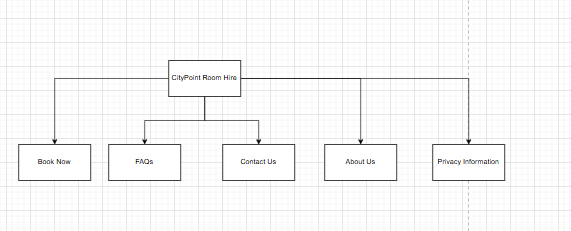 CityPoint Room Hire
Book Now
FAQs
Contact Us
About Us
Privacy Information